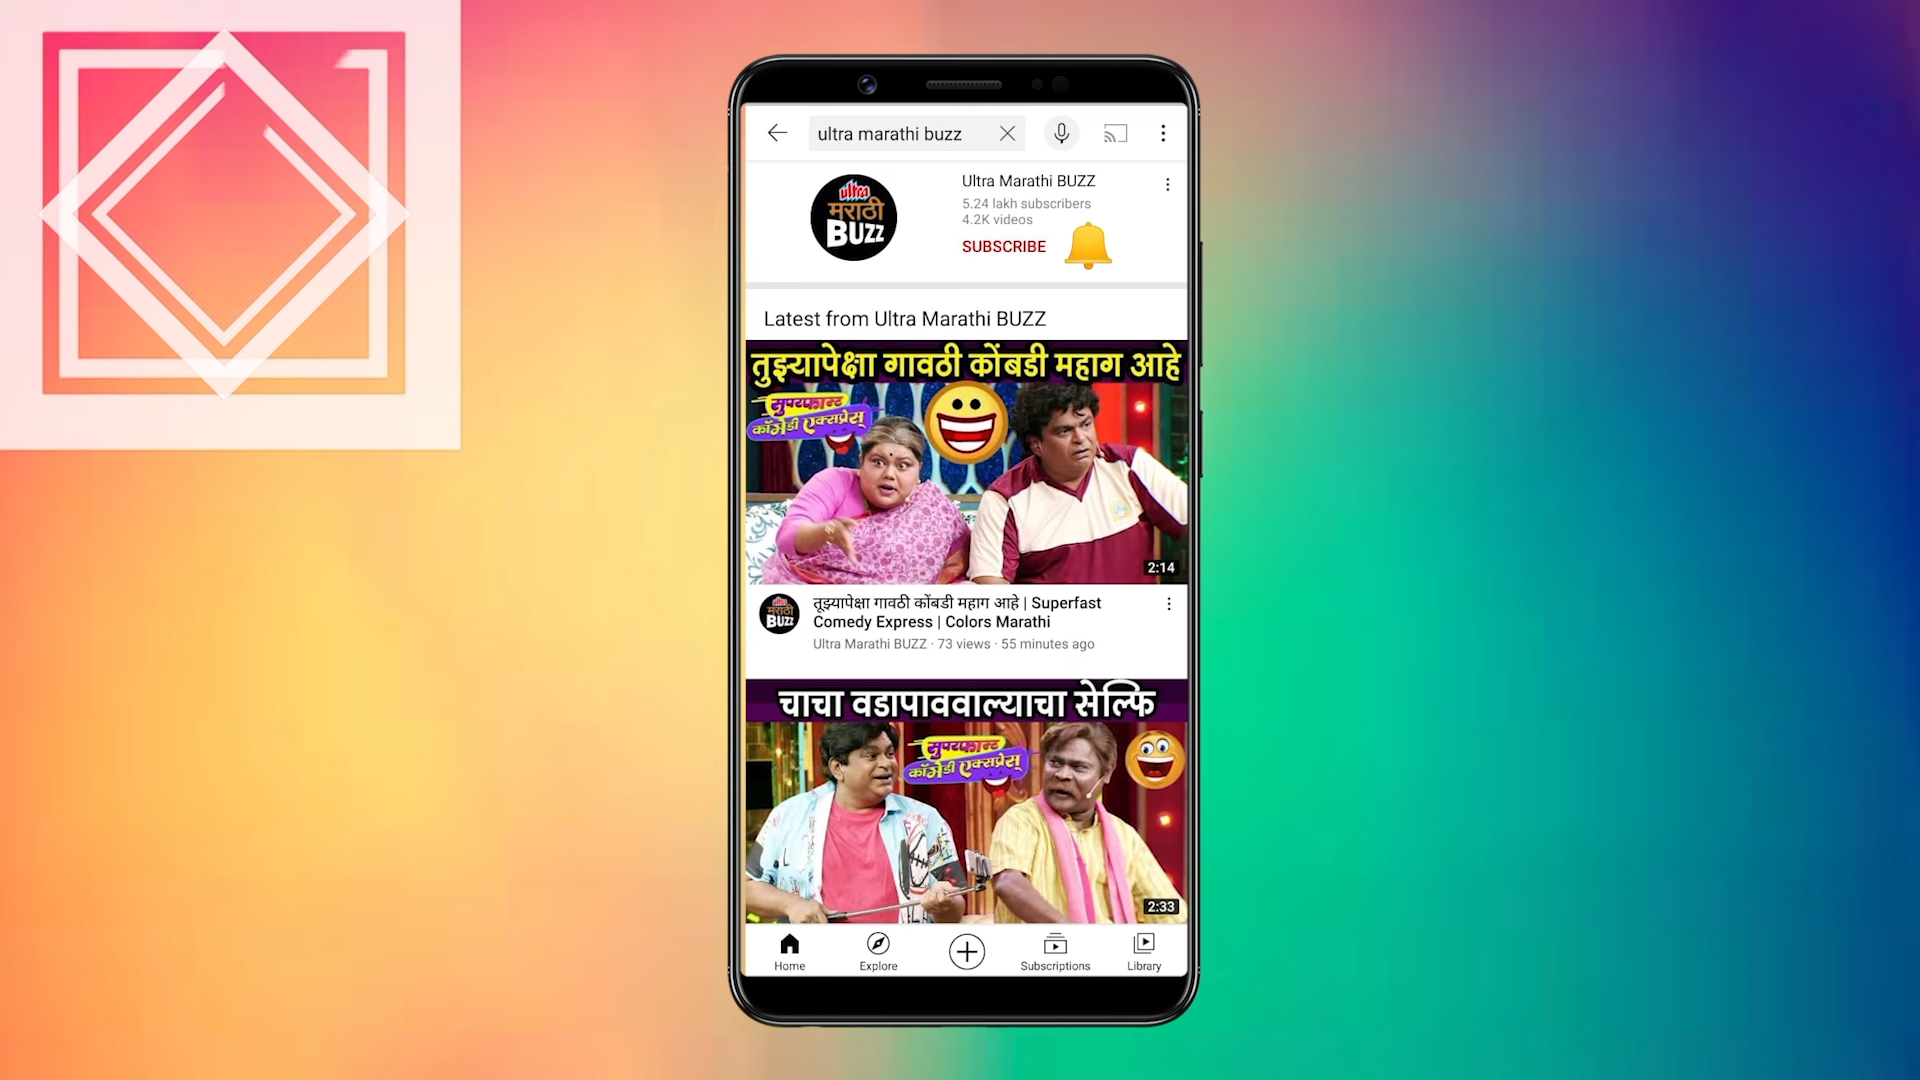 ultra marathi buzz
ultra
मराठी
BUZZ
Ultra Marathi BUZZ
5.24 lakh subscribers
4.2K videos
SUBSCRIBE
Latest from Ultra Marathi BUZZ
तुझ्यापेक्षा गावठी कोंबडी महाग आहे
सुपरफास्ट
कॉमेडी एक्सप्रेस
2:14
ultra
मराठी
BUZZ
तूझ्यापेक्षा गावठी कोंबडी महाग आहे | Superfast
Comedy Express | Colors Marathi
Ultra Marathi BUZZ · 73 views · 55 minutes ago
चाचा वडापाववाल्याचा सेल्फि
सुपरफास्ट
कॉमेडी एक्सप्रेस
2:33
Home
Explore
Subscriptions
Library